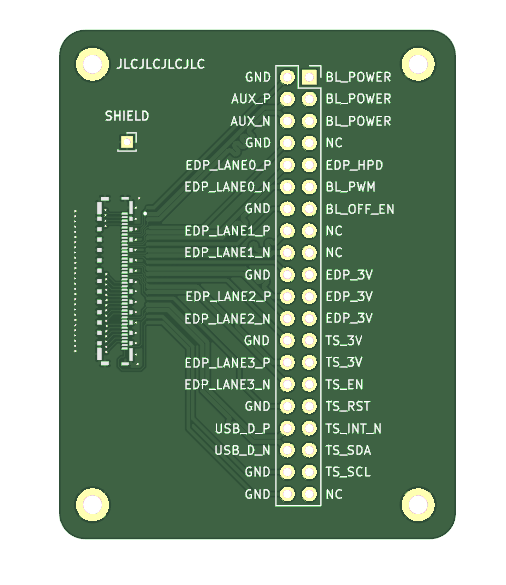 JLCJLCJLCJLC
SHIELD
GND BL_POWER
AUX_P BL_POWER
AUX_N BL_POWER
GND NC
EDP_LANE0_P EDP_HPD
EDP_LANE0_N BL_PWM
GND BL_OFF_EN
EDP_LANE1_P NC
EDP_LANE1_N NC
GND EDP_3V
EDP_LANE2_P EDP_3V
EDP_LANE2_N EDP_3V
GND TS_3V
EDP_LANE3_P TS_3V
EDP_LANE3_N TS_EN
GND TS_RST
USB_D_P TS_INT_N
USB_D_N TS_SDA
GND TS_SCL
GND NC